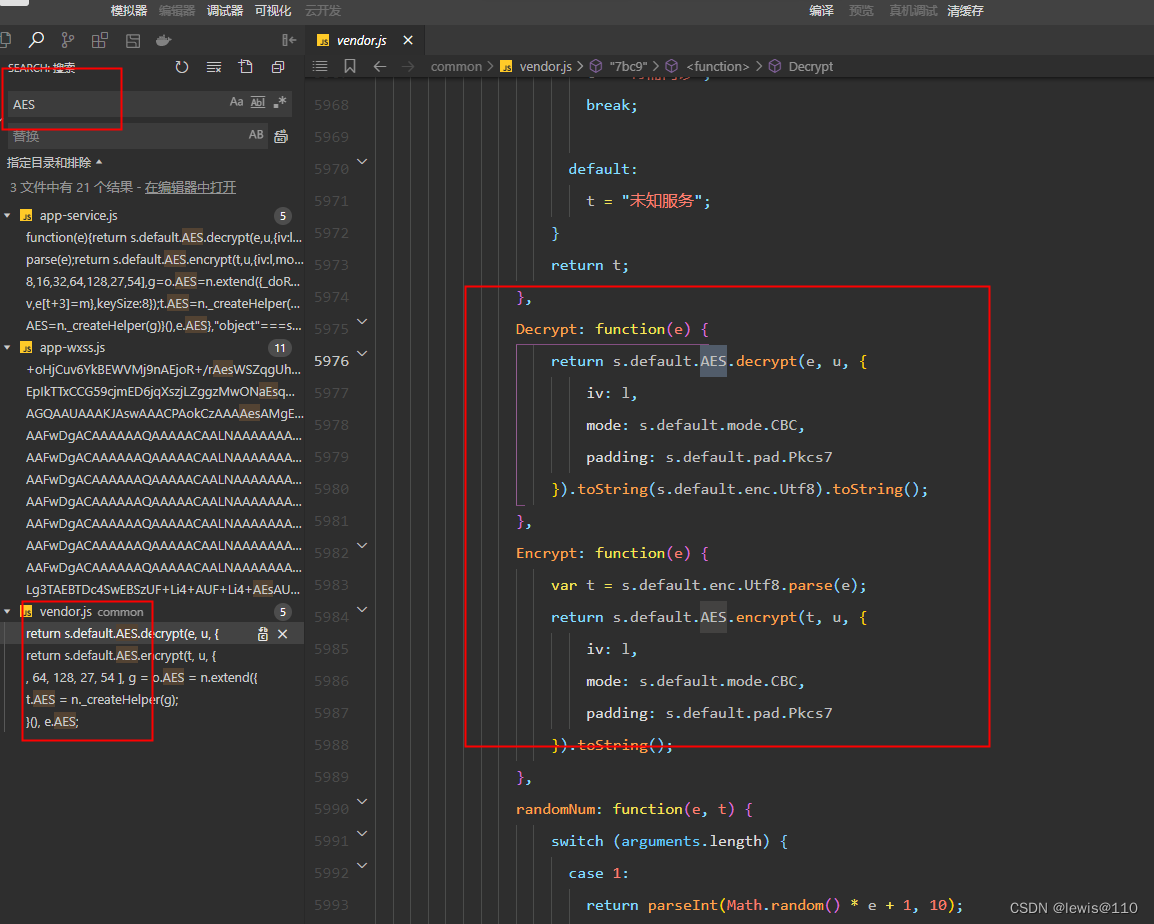 模拟器 编辑器 调试器 可视化 云开发 编译 预览 真机调试 清缓存
vendor.js
SEARCH: 搜索
common > vendor.js > "7bc9" > <function> > Decrypt
AES Aa Abl .*
替换 AB
指定目录和排除
3 文件中有 21 个结果 - 在编辑器中打开
app-service.js 5
function(e){return s.default.AES.decrypt(e,u,{iv:l...
parse(e);return s.default.AES.encrypt(t,u,{iv:l,mo...
8,16,32,64,128,27,54],g=o.AES=n.extend({_doR...
v,e[t+3]=m},keySize:8});t.AES=n._createHelper(...
AES=n._createHelper(g)}(),e.AES},"object"===s...
app-wxss.js 11
+oHjCuv6YkBEWVMj9nAEjoR+/rAesWSZqgUh...
EpIkTTxCCG59cjmED6jqXszjLZggzMwONaEsq...
AGQAAUAAAKJAswAAACPAokCzAAAAesAMgE...
AAFwDgACAAAAAAQAAAAACAALNAAAAAAA...
AAFwDgACAAAAAAQAAAAACAALNAAAAAAA...
AAFwDgACAAAAAAQAAAAACAALNAAAAAAA...
AAFwDgACAAAAAAQAAAAACAALNAAAAAAA...
AAFwDgACAAAAAAQAAAAACAALNAAAAAAA...
AAFwDgACAAAAAAQAAAAACAALNAAAAAAA...
AAFwDgACAAAAAAQAAAAACAALNAAAAAAA...
Lg3TAEBTDc4SwEBSzUF+Li4+AUF+Li4+AEsAU...
vendor.js common 5
return s.default.AES.decrypt(e, u, {
return s.default.AES.encrypt(t, u, {
, 64, 128, 27, 54 ], g = o.AES = n.extend({
t.AES = n._createHelper(g);
}(), e.AES;
5968 break;
5969
5970 default:
5971 t = "未知服务";
5972 }
5973 return t;
5974 },
5975 Decrypt: function(e) {
5976 return s.default.AES.decrypt(e, u, {
5977 iv: l,
5978 mode: s.default.mode.CBC,
5979 padding: s.default.pad.Pkcs7
5980 }).toString(s.default.enc.Utf8).toString();
5981 },
5982 Encrypt: function(e) {
5983 var t = s.default.enc.Utf8.parse(e);
5984 return s.default.AES.encrypt(t, u, {
5985 iv: l,
5986 mode: s.default.mode.CBC,
5987 padding: s.default.pad.Pkcs7
5988 }).toString();
5989 },
5990 randomNum: function(e, t) {
5991 switch (arguments.length) {
5992 case 1:
5993 return parseInt(Math.random() * e + 1, 10);
CSDN @lewis@110